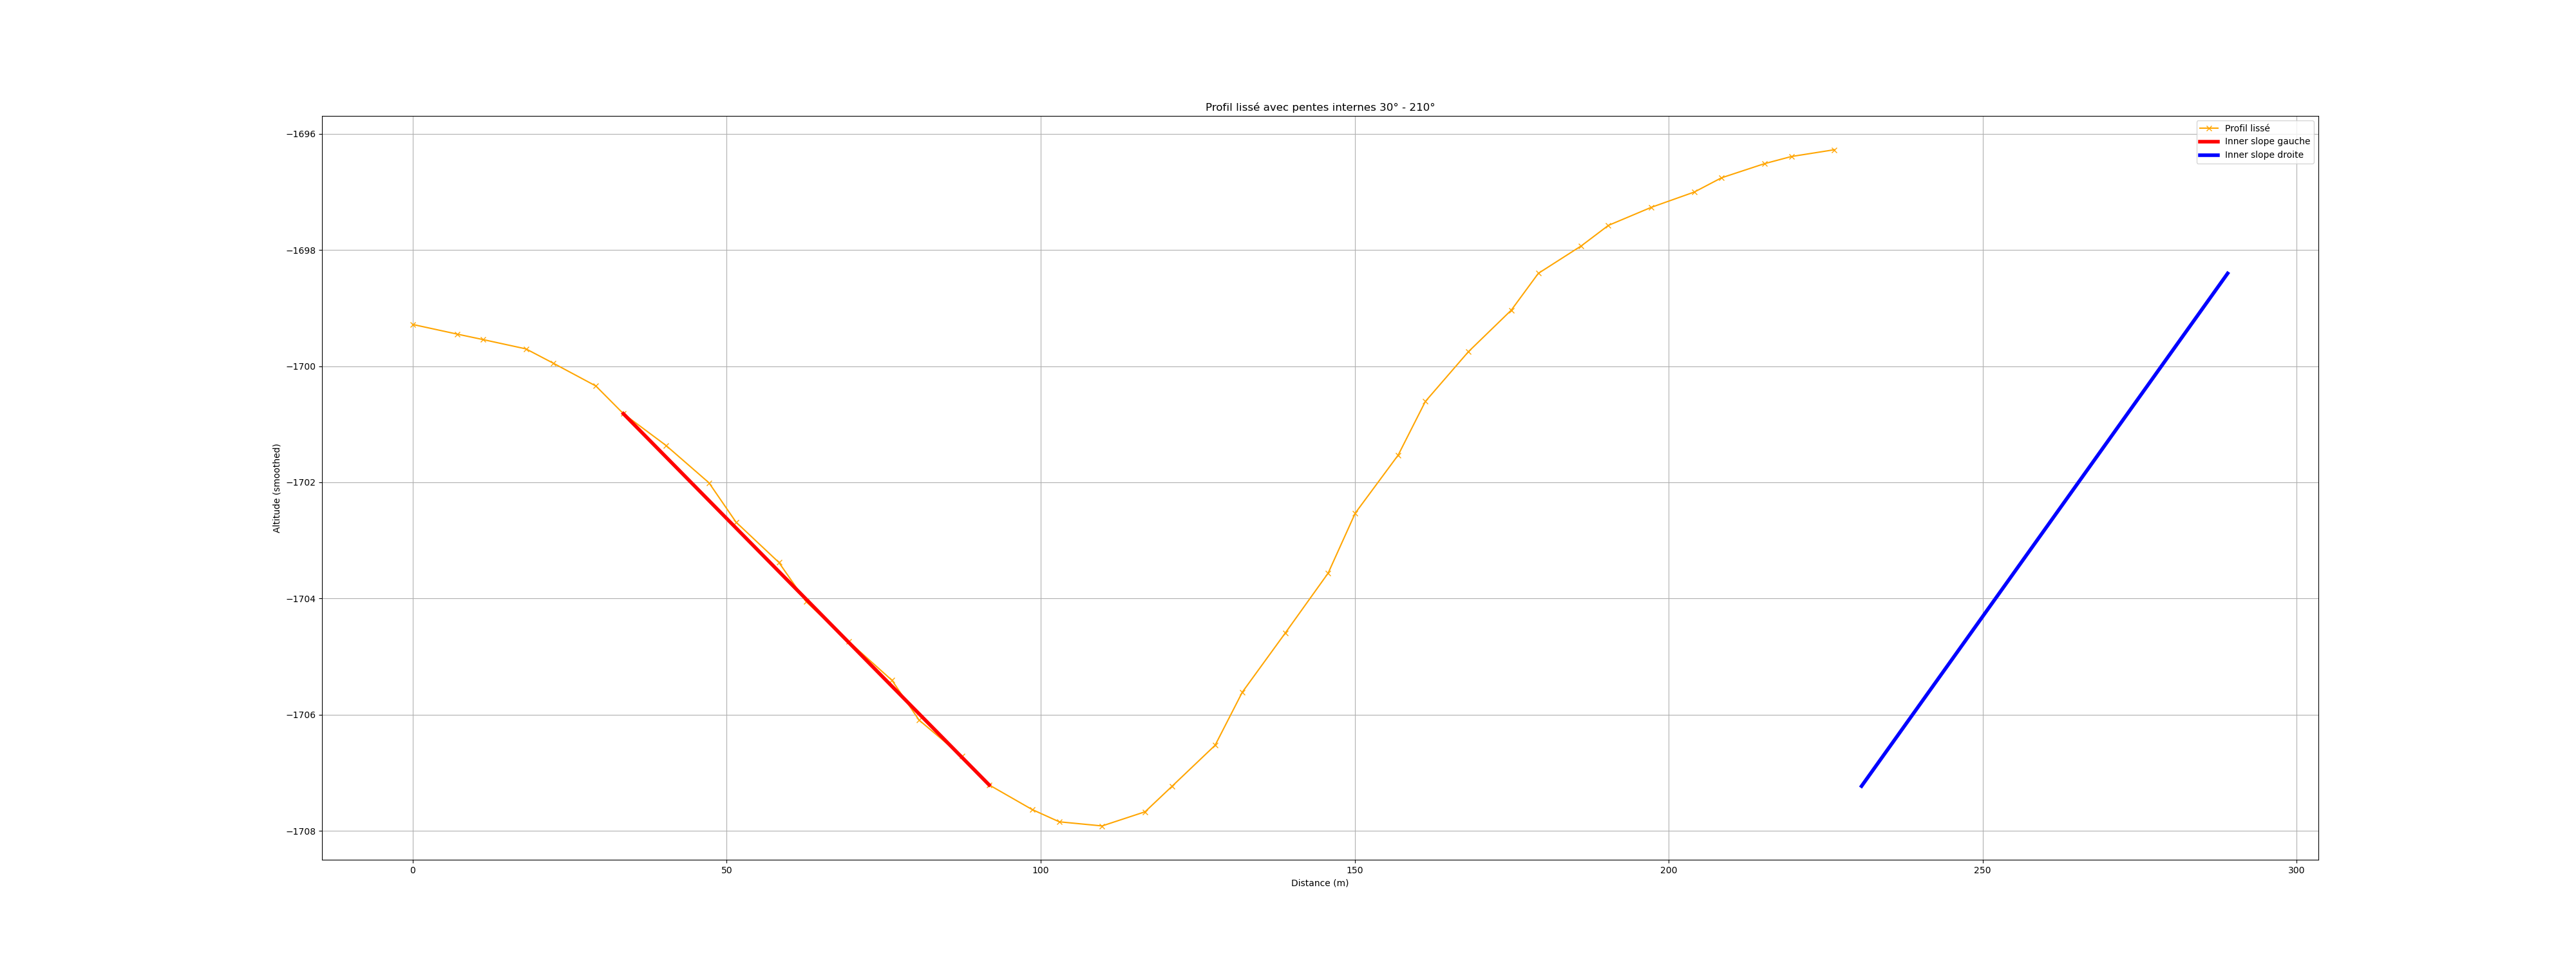 Profil lissé avec pentes internes 30° - 210°
Profil lissé
Inner slope gauche
Inner slope droite
Altitude (smoothed)
−1696
−1698
−1700
−1702
−1704
−1706
−1708
0 50 100 150 200 250 300
Distance (m)